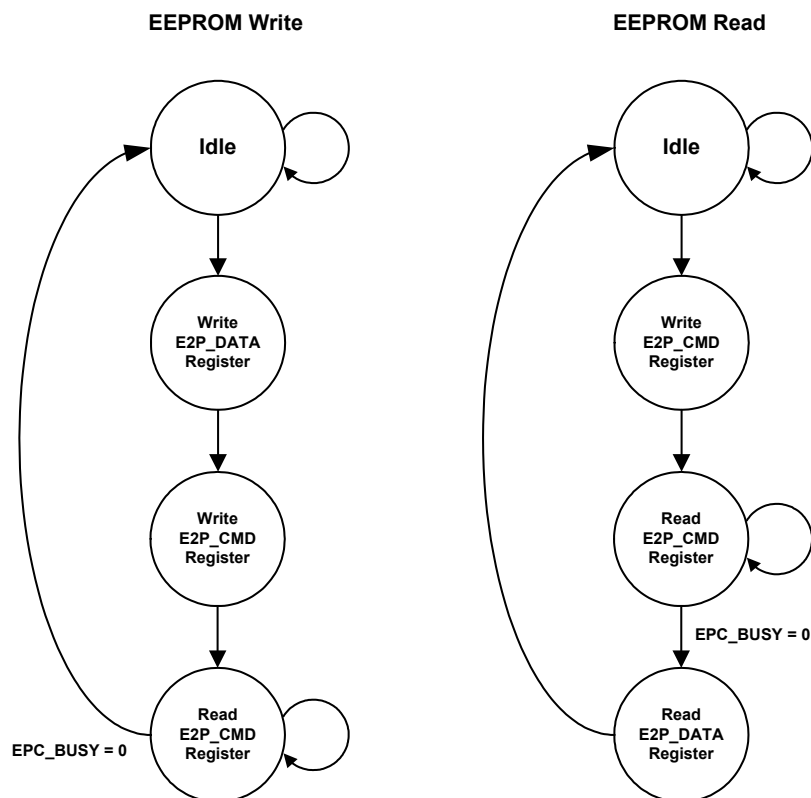 EEPROM Write
Idle
Write
E2P_DATA
Register
Write
E2P_CMD
Register
Read
E2P_CMD
Register
EPC_BUSY = 0
EEPROM Read
Idle
Write
E2P_CMD
Register
Read
E2P_CMD
Register
EPC_BUSY = 0
Read
E2P_DATA
Register